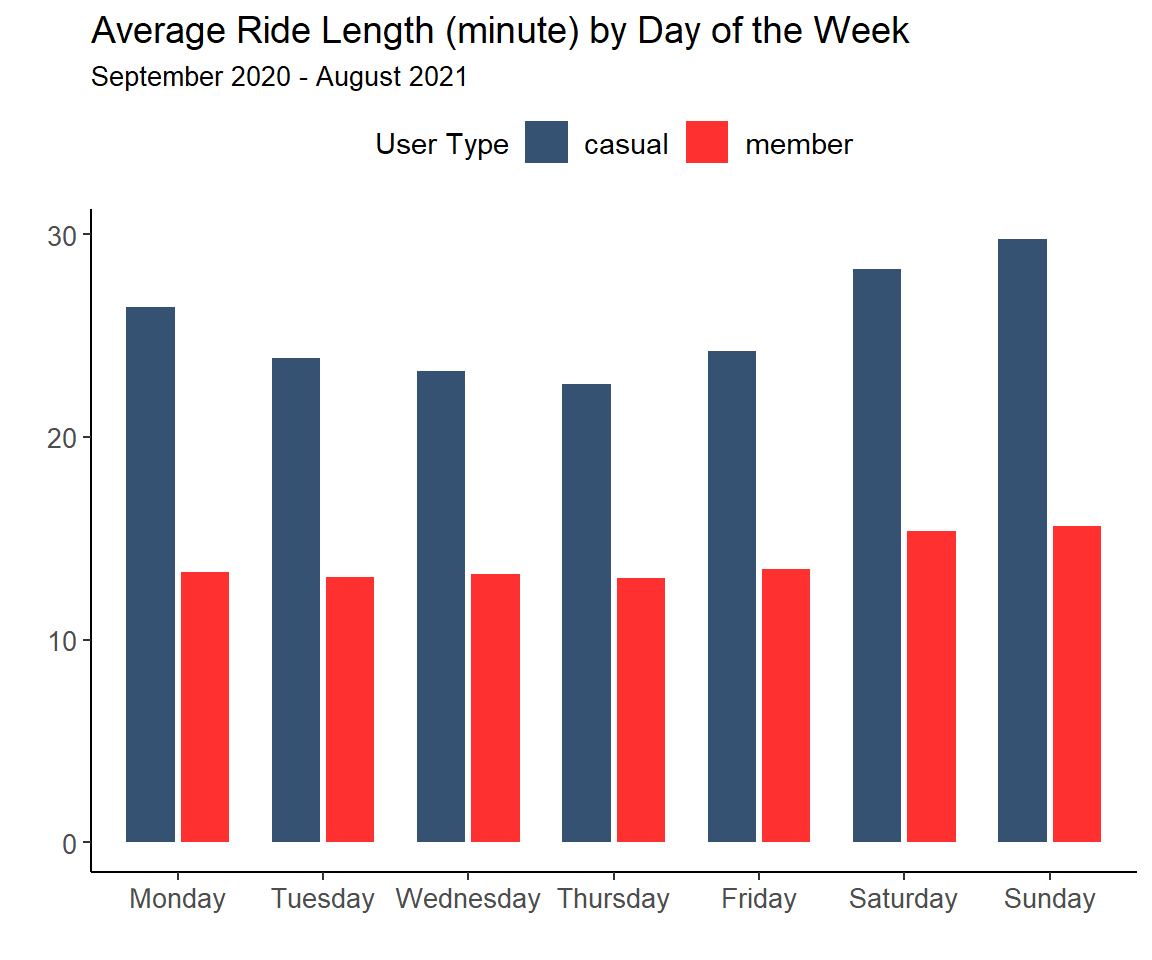 Average Ride Length (minute) by Day of the Week
September 2020 - August 2021
User Type casual member
30
20
10
0
Monday Tuesday Wednesday Thursday Friday Saturday Sunday